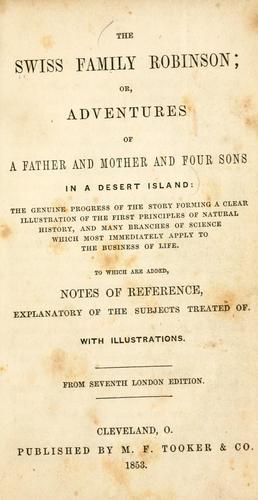 THE
SWISS FAMILY ROBINSON;
OR,
ADVENTURES
OF
A FATHER AND MOTHER AND FOUR SONS
IN A DESERT ISLAND:
THE GENUINE PROGRESS OF THE STORY FORMING A CLEAR
ILLUSTRATION OF THE FIRST PRINCIPLES OF NATURAL
HISTORY, AND MANY BRANCHES OF SCIENCE
WHICH MOST IMMEDIATELY APPLY TO
THE BUSINESS OF LIFE.
TO WHICH ARE ADDED,
NOTES OF REFERENCE,
EXPLANATORY OF THE SUBJECTS TREATED OF.
WITH ILLUSTRATIONS.
FROM SEVENTH LONDON EDITION.
CLEVELAND, O.
PUBLISHED BY M. F. TOOKER & CO.
1853.